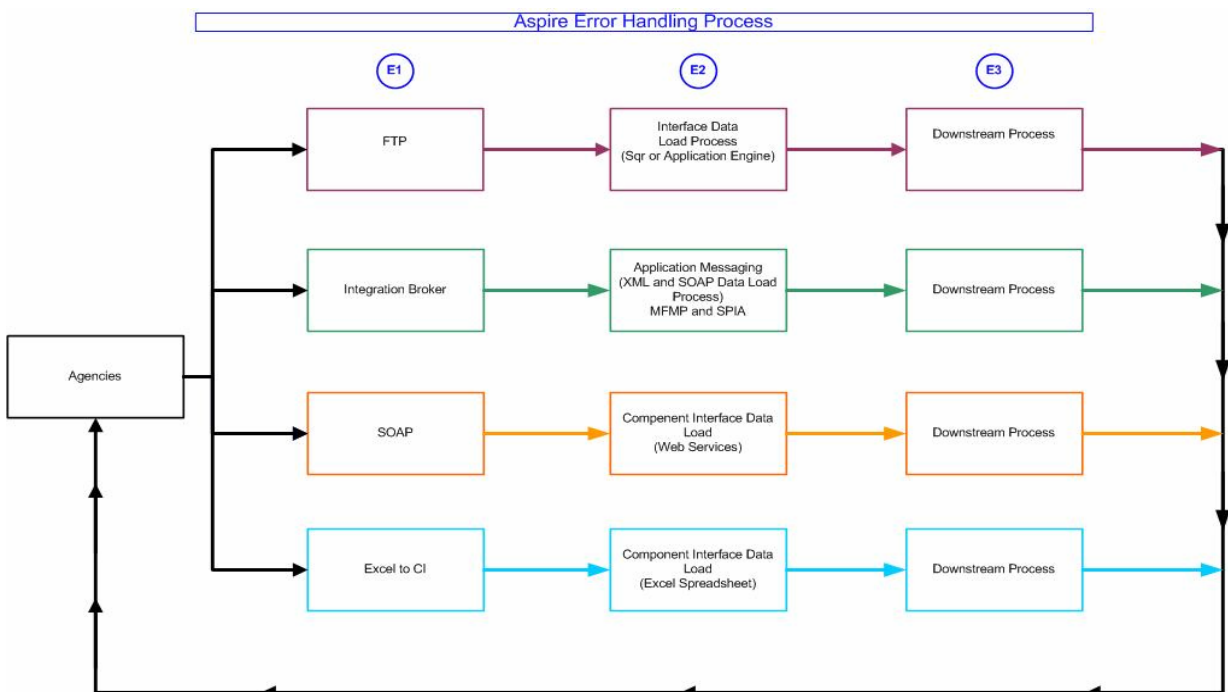 Aspire Error Handling Process
E1
E2
E3
FTP
Interface Data
Load Process
(Sqr or Application Engine)
Downstream Process
Integration Broker
Application Messaging
(XML and SOAP Data Load
Process)
MFMP and SPIA
Downstream Process
Agencies
SOAP
Component Interface Data
Load
(Web Services)
Downstream Process
Excel to CI
Component Interface Data
Load
(Excel Spreadsheet)
Downstream Process